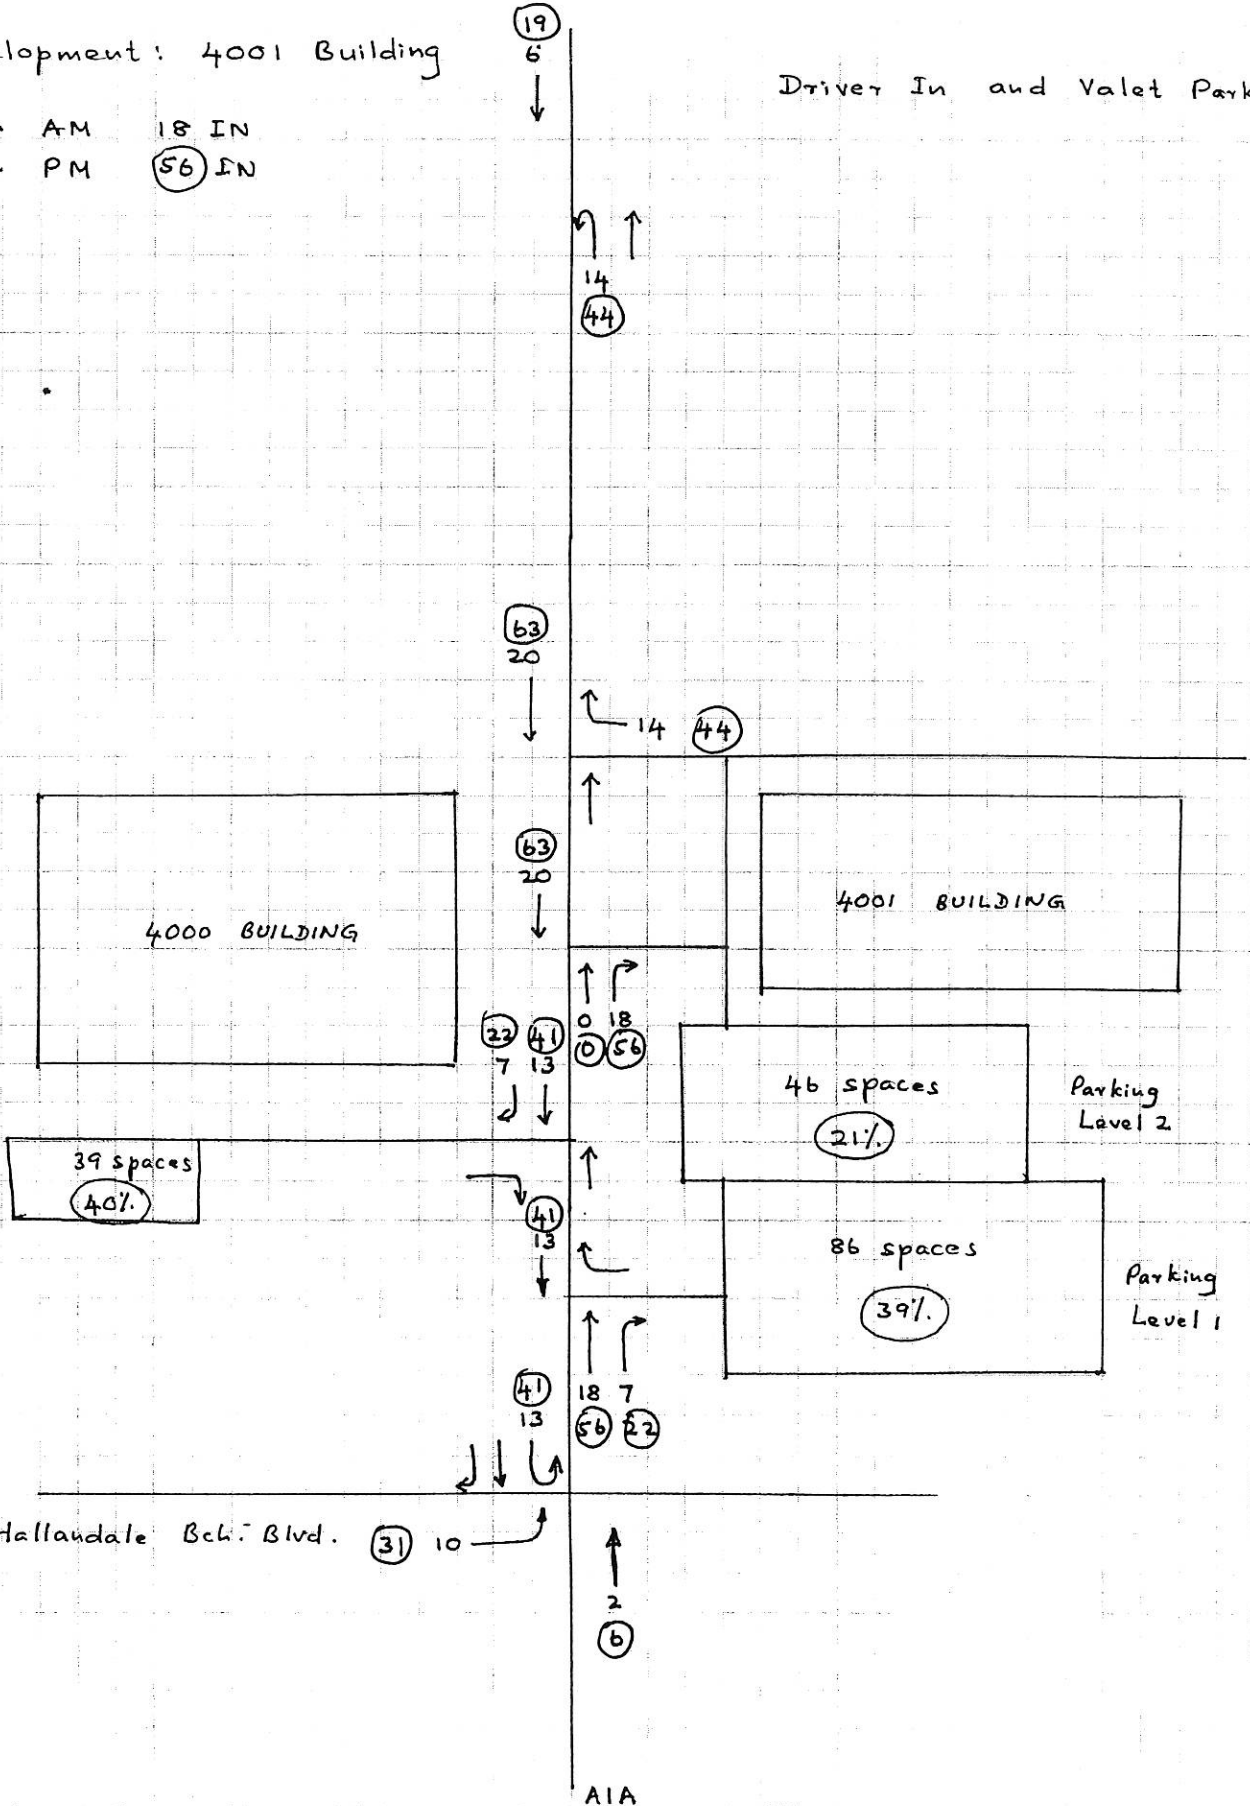 lopment: 4001 Building
AM 18 IN
PM 56 IN
19
6
Driver In and Valet Park
14
44
63
20
14 44
63
20
4000 BUILDING
4001 BUILDING
22 41
7 13
0 18
0 56
46 spaces
21%
Parking
Level 2
39 spaces
40%
41
13
86 spaces
39%
Parking
Level 1
41
13
18 7
56 22
Hallandale Bch. Blvd. 31 10
2
6
A1A